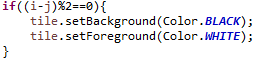 if((i-j)%2==0){
tile.setBackground(Color.BLACK);
tile.setForeground(Color.WHITE);
}